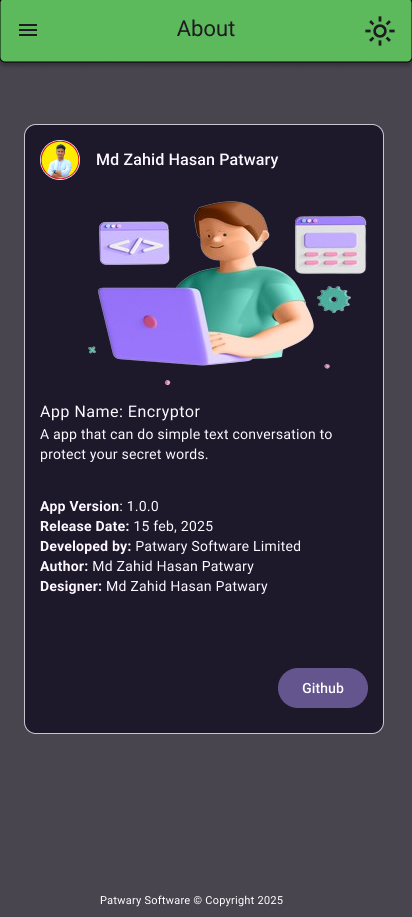 About
Md Zahid Hasan Patwary
</>
App Name: Encryptor
A app that can do simple text conversation to
protect your secret words.
App Version: 1.0.0
Release Date: 15 feb, 2025
Developed by: Patwary Software Limited
Author: Md Zahid Hasan Patwary
Designer: Md Zahid Hasan Patwary
Github
Patwary Software © Copyright 2025